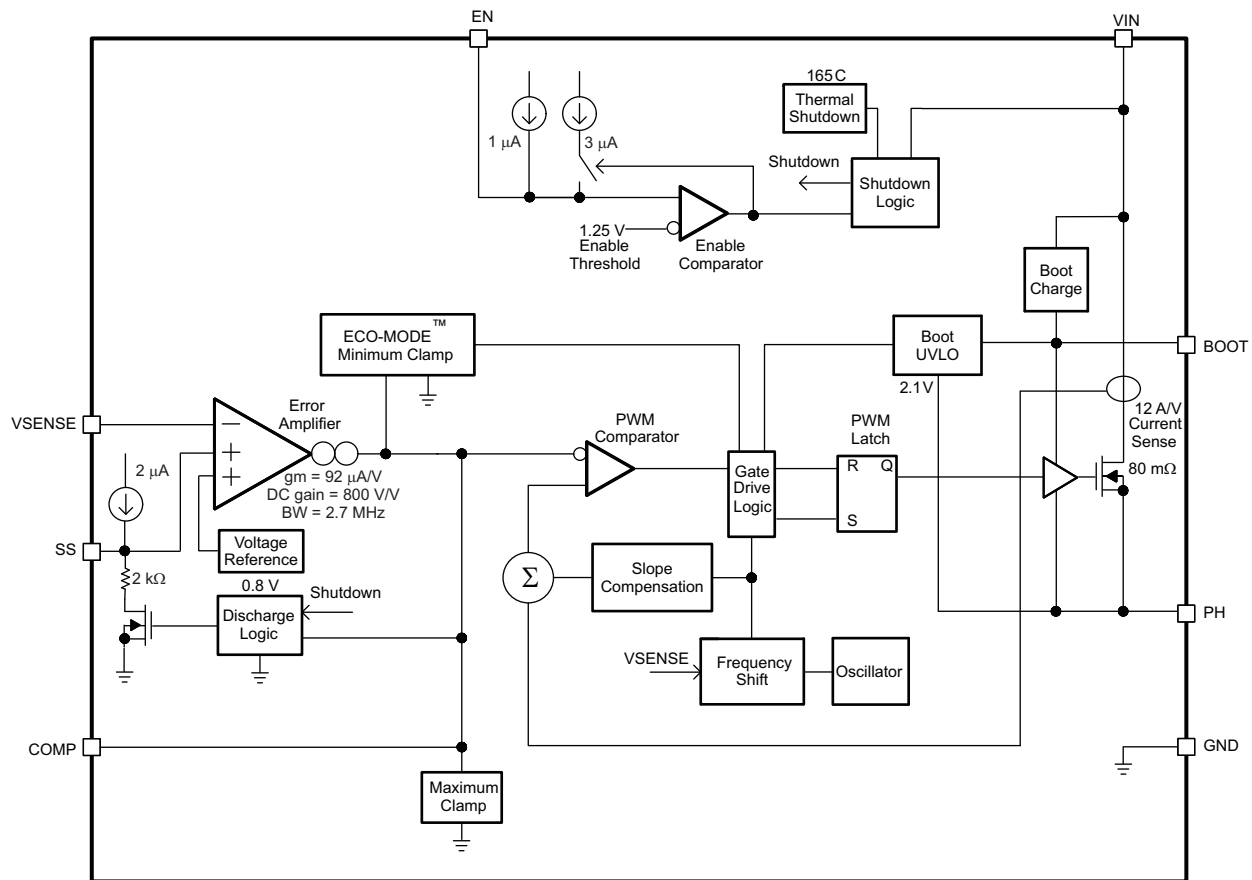 EN
VIN
165C
Thermal
Shutdown
1 µA
3 µA
Shutdown
Shutdown
Logic
1.25 V
Enable
Threshold
Enable
Comparator
Boot
Charge
ECO-MODE™
Minimum Clamp
Boot
UVLO
BOOT
2.1V
VSENSE
Error
Amplifier
PWM
Comparator
PWM
Latch
12 A/V
Current
Sense
80 mΩ
2 µA
gm = 92 µA/V
DC gain = 800 V/V
BW = 2.7 MHz
Gate
Drive
Logic
R
Q
S
SS
Voltage
Reference
2 kΩ
0.8 V
Shutdown
Discharge
Logic
Σ
Slope
Compensation
PH
VSENSE
Frequency
Shift
Oscillator
COMP
GND
Maximum
Clamp